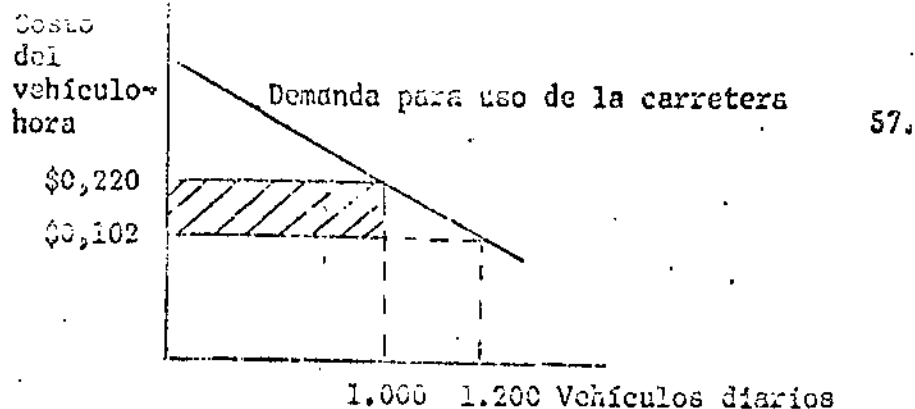 Costo
del
vehículo-
hora
Demanda para uso de la carretera
57.
$0,220
$0,102
1.000 1.200 Vehículos diarios